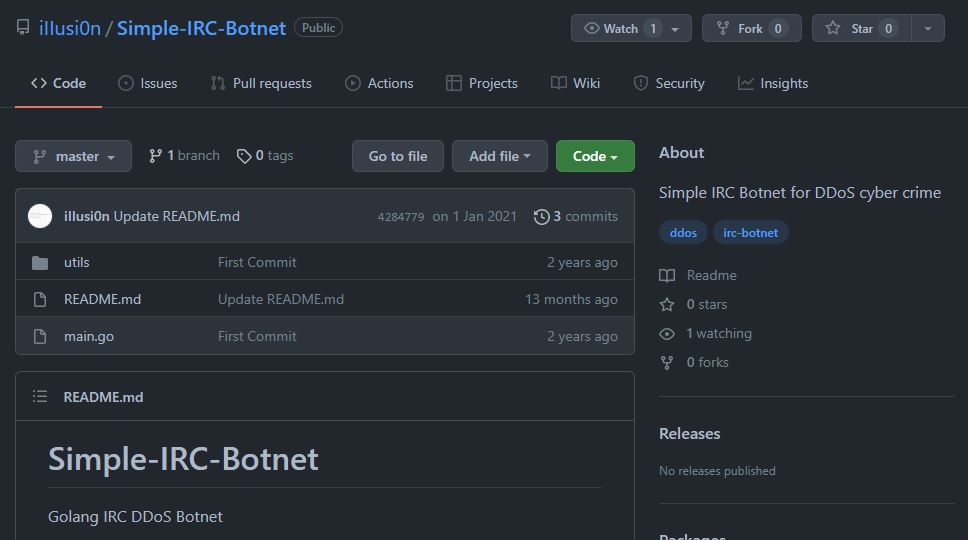 illusi0n / Simple-IRC-Botnet Public
Watch 1 Fork 0 Star 0
<> Code Issues Pull requests Actions Projects Wiki Security Insights
master 1 branch 0 tags Go to file Add file Code
illusi0n Update README.md 4284779 on 1 Jan 2021 3 commits
utils First Commit 2 years ago
README.md Update README.md 13 months ago
main.go First Commit 2 years ago
README.md
Simple-IRC-Botnet
Golang IRC DDoS Botnet
About
Simple IRC Botnet for DDoS cyber crime
ddos irc-botnet
Readme
0 stars
1 watching
0 forks
Releases
No releases published
Packages